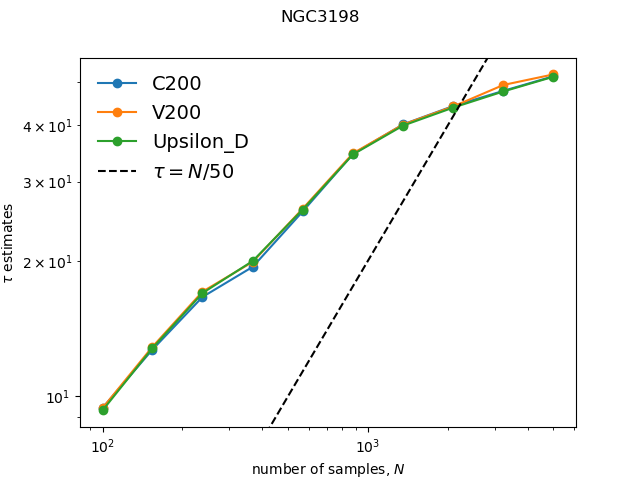 NGC3198
C200
V200
Upsilon_D
τ = N/50
4 × 10¹
3 × 10¹
2 × 10¹
10¹
τ estimates
10² 10³
number of samples, N